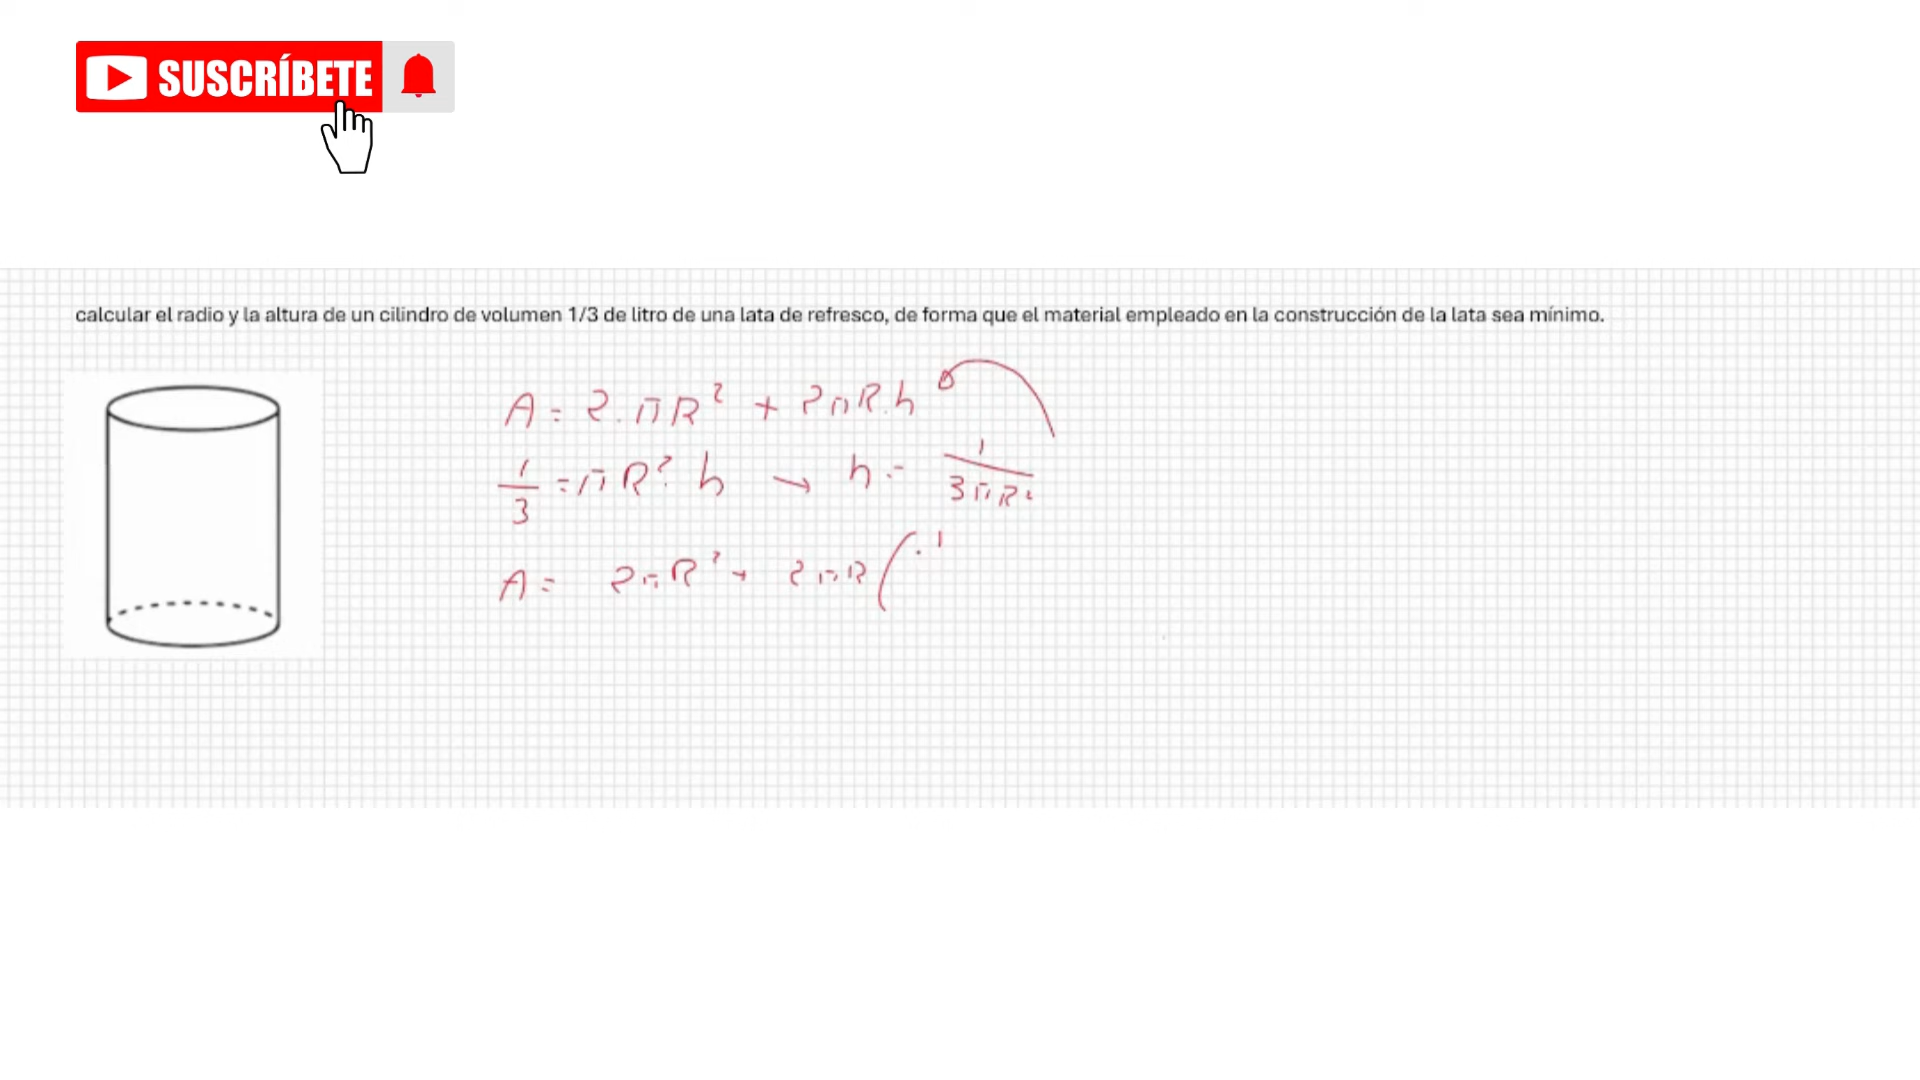 SUSCRÍBETE
calcular el radio y la altura de un cilindro de volumen 1/3 de litro de una lata de refresco, de forma que el material empleado en la construcción de la lata sea mínimo.
A = 2.πR² + 2πR.h
1/3 = πR².h → h = 1/3πR²
A = 2πR² + 2πR(1